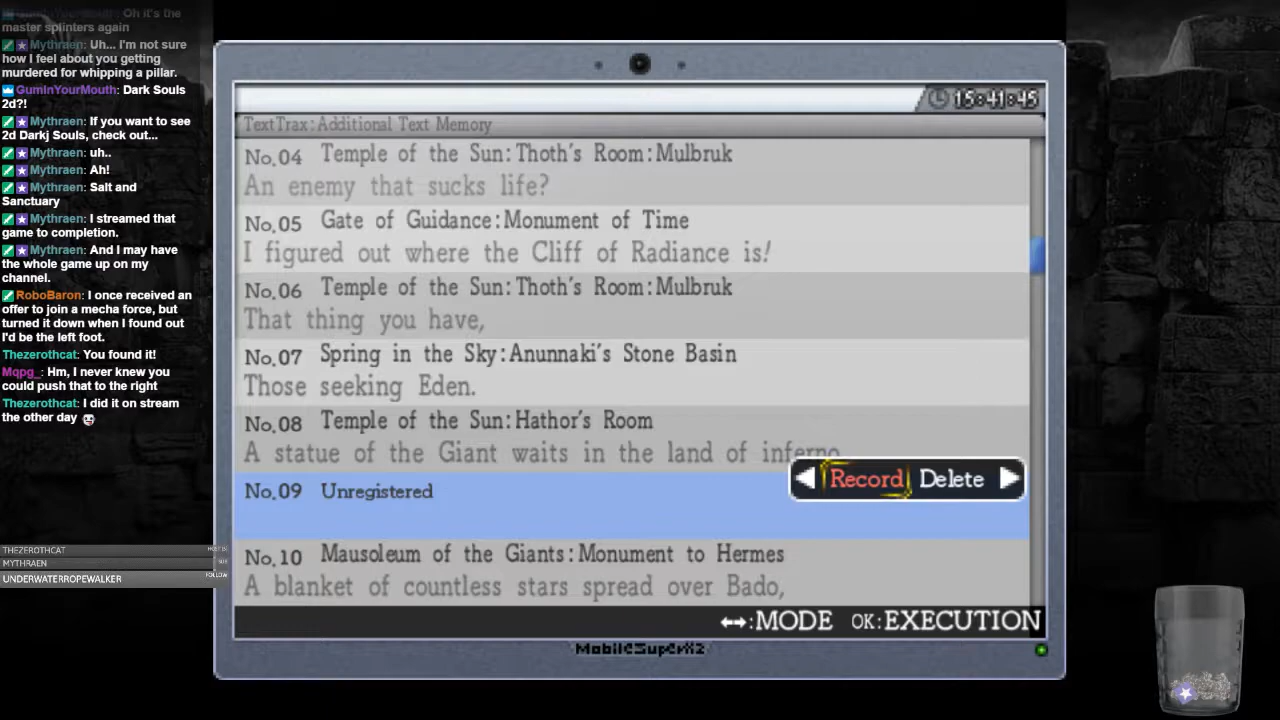 GumInYourMouth: Oh it's the
master splinters again
Mythraen: Uh... I'm not sure
how I feel about you getting
murdered for whipping a pillar.
GumInYourMouth: Dark Souls
2d?!
Mythraen: If you want to see
2d Darkj Souls, check out...
Mythraen: uh..
Mythraen: Ah!
Mythraen: Salt and
Sanctuary
Mythraen: I streamed that
game to completion.
Mythraen: And I may have
the whole game up on my
channel.
RoboBaron: I once received an
offer to join a mecha force, but
turned it down when I found out
I'd be the left foot.
Thezerothcat: You found it!
Mqpg_: Hm, I never knew you
could push that to the right
Thezerothcat: I did it on stream
the other day
THEZEROTHCAT
MYTHRAEN
UNDERWATERROPEWALKER FOLLOW
15:41:45
TextTrax:Additional Text Memory
No.04 Temple of the Sun:Thoth's Room:Mulbruk
An enemy that sucks life?
No.05 Gate of Guidance:Monument of Time
I figured out where the Cliff of Radiance is!
No.06 Temple of the Sun:Thoth's Room:Mulbruk
That thing you have,
No.07 Spring in the Sky:Anunnaki's Stone Basin
Those seeking Eden.
No.08 Temple of the Sun:Hathor's Room
A statue of the Giant waits in the land of inferno
Record Delete
No.09 Unregistered
No.10 Mausoleum of the Giants:Monument to Hermes
A blanket of countless stars spread over Bado,
:MODE OK:EXECUTION
MobileSuperX2